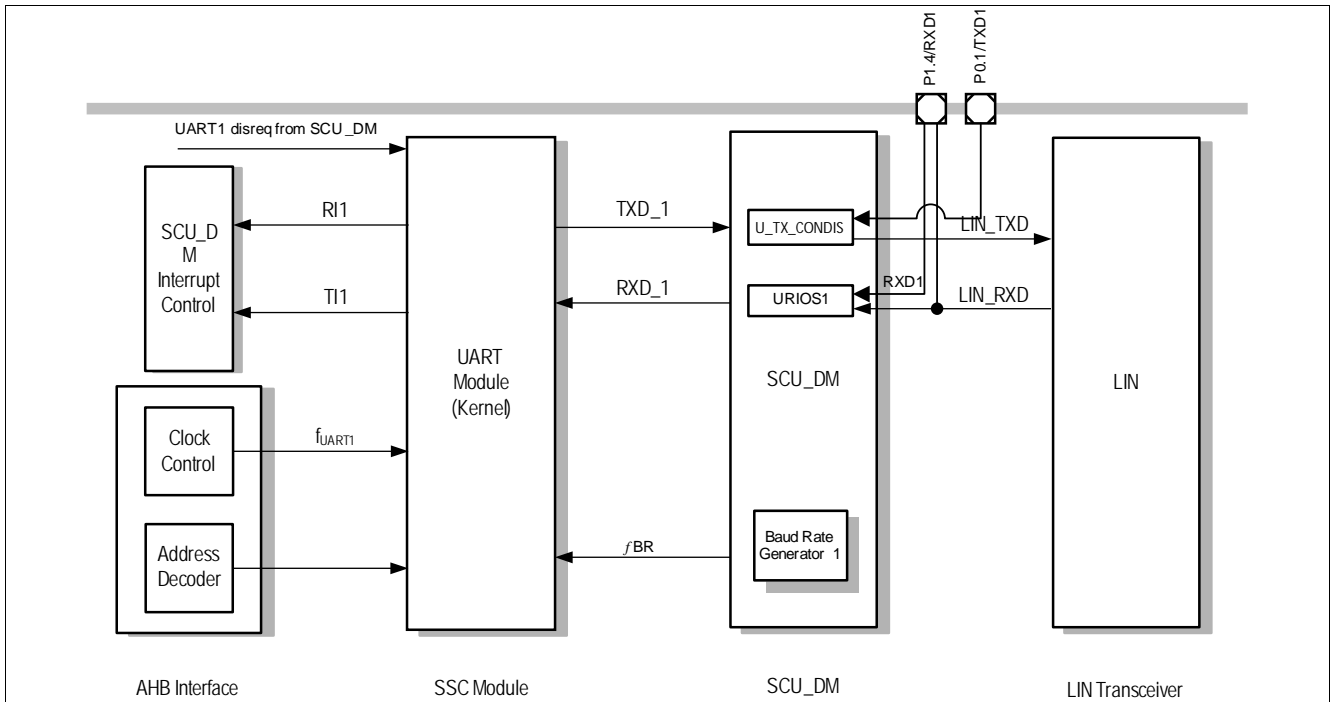 P1.4/RXD1
P0.1/TXD1
UART1 disreq from SCU_DM
SCU_D
M
Interrupt
Control
RI1
TI1
UART
Module
(Kernel)
TXD_1
RXD_1
U_TX_CONDIS
URIOS1
RXD1
LIN_TXD
LIN_RXD
SCU_DM
LIN
Clock
Control
fUART1
Address
Decoder
fBR
Baud Rate
Generator 1
AHB Interface
SSC Module
SCU_DM
LIN Transceiver